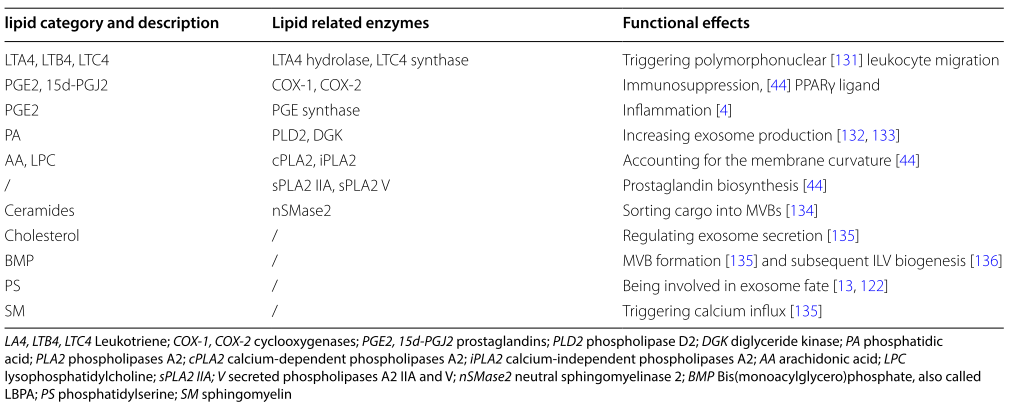 lipid category and description Lipid related enzymes Functional effects
LTA4, LTB4, LTC4 LTA4 hydrolase, LTC4 synthase Triggering polymorphonuclear [131] leukocyte migration
PGE2, 15d-PGJ2 COX-1, COX-2 Immunosuppression, [44] PPARγ ligand
PGE2 PGE synthase Inflammation [4]
PA PLD2, DGK Increasing exosome production [132, 133]
AA, LPC cPLA2, iPLA2 Accounting for the membrane curvature [44]
/ sPLA2 IIA, sPLA2 V Prostaglandin biosynthesis [44]
Ceramides nSMase2 Sorting cargo into MVBs [134]
Cholesterol / Regulating exosome secretion [135]
BMP / MVB formation [135] and subsequent ILV biogenesis [136]
PS / Being involved in exosome fate [13, 122]
SM / Triggering calcium influx [135]
LA4, LTB4, LTC4 Leukotriene; COX-1, COX-2 cyclooxygenases; PGE2, 15d-PGJ2 prostaglandins; PLD2 phospholipase D2; DGK diglyceride kinase; PA phosphatidic
acid; PLA2 phospholipases A2; cPLA2 calcium-dependent phospholipases A2; iPLA2 calcium-independent phospholipases A2; AA arachidonic acid; LPC
lysophosphatidylcholine; sPLA2 IIA; V secreted phospholipases A2 IIA and V; nSMase2 neutral sphingomyelinase 2; BMP Bis(monoacylglycero)phosphate, also called
LBPA; PS phosphatidylserine; SM sphingomyelin